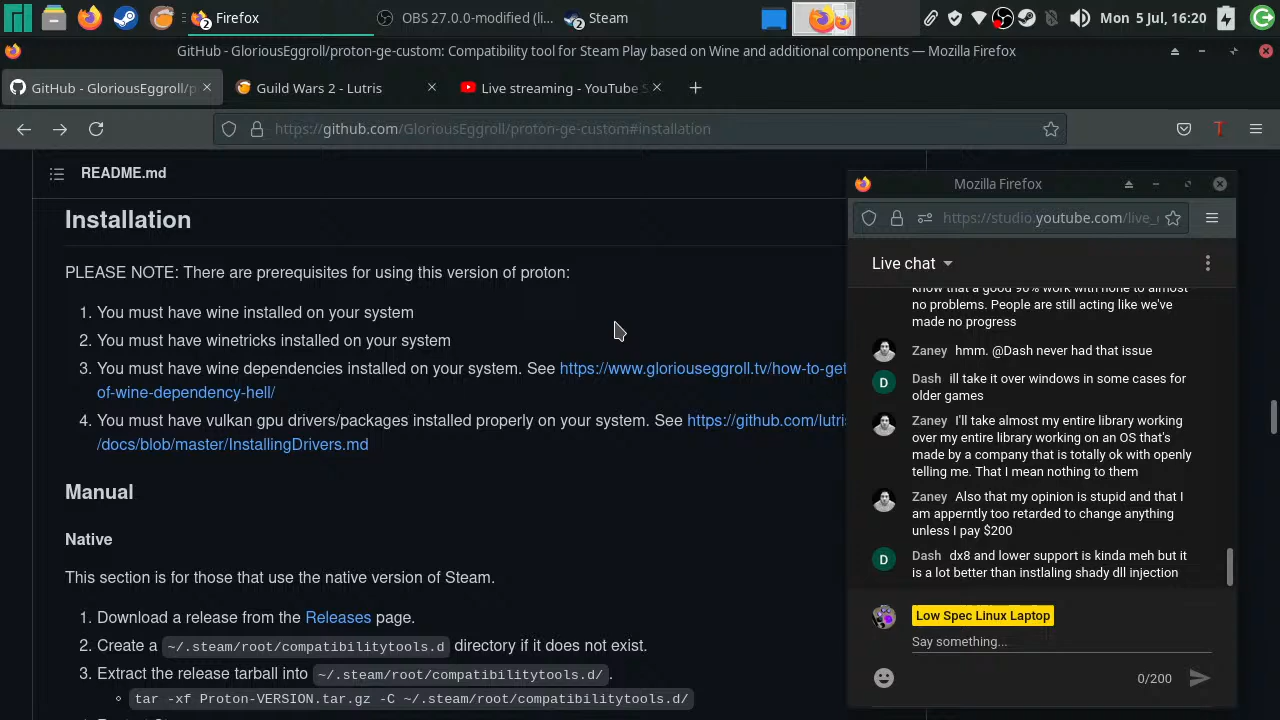 Firefox
OBS 27.0.0-modified (li...
Steam
Mon 5 Jul, 16:20
GitHub - GloriousEggroll/proton-ge-custom: Compatibility tool for Steam Play based on Wine and additional components — Mozilla Firefox
GitHub - GloriousEggroll/p
Guild Wars 2 - Lutris
Live streaming - YouTube S
https://github.com/GloriousEggroll/proton-ge-custom#installation
README.md
Installation
PLEASE NOTE: There are prerequisites for using this version of proton:
1. You must have wine installed on your system
2. You must have winetricks installed on your system
3. You must have wine dependencies installed on your system. See https://www.gloriouseggroll.tv/how-to-get
of-wine-dependency-hell/
4. You must have vulkan gpu drivers/packages installed properly on your system. See https://github.com/lutri
/docs/blob/master/InstallingDrivers.md
Manual
Native
This section is for those that use the native version of Steam.
1. Download a release from the Releases page.
2. Create a ~/.steam/root/compatibilitytools.d directory if it does not exist.
3. Extract the release tarball into ~/.steam/root/compatibilitytools.d/.
◦ tar -xf Proton-VERSION.tar.gz -C ~/.steam/root/compatibilitytools.d/
Mozilla Firefox
https://studio.youtube.com/live_
Live chat
know that a good 90% work with none to almost
no problems. People are still acting like we've
made no progress
Zaney hmm. @Dash never had that issue
D Dash ill take it over windows in some cases for
older games
Zaney I'll take almost my entire library working
over my entire library working on an OS that's
made by a company that is totally ok with openly
telling me. That I mean nothing to them
Zaney Also that my opinion is stupid and that I
am apperntly too retarded to change anything
unless I pay $200
D Dash dx8 and lower support is kinda meh but it
is a lot better than instlaling shady dll injection
Low Spec Linux Laptop
Say something...
0/200